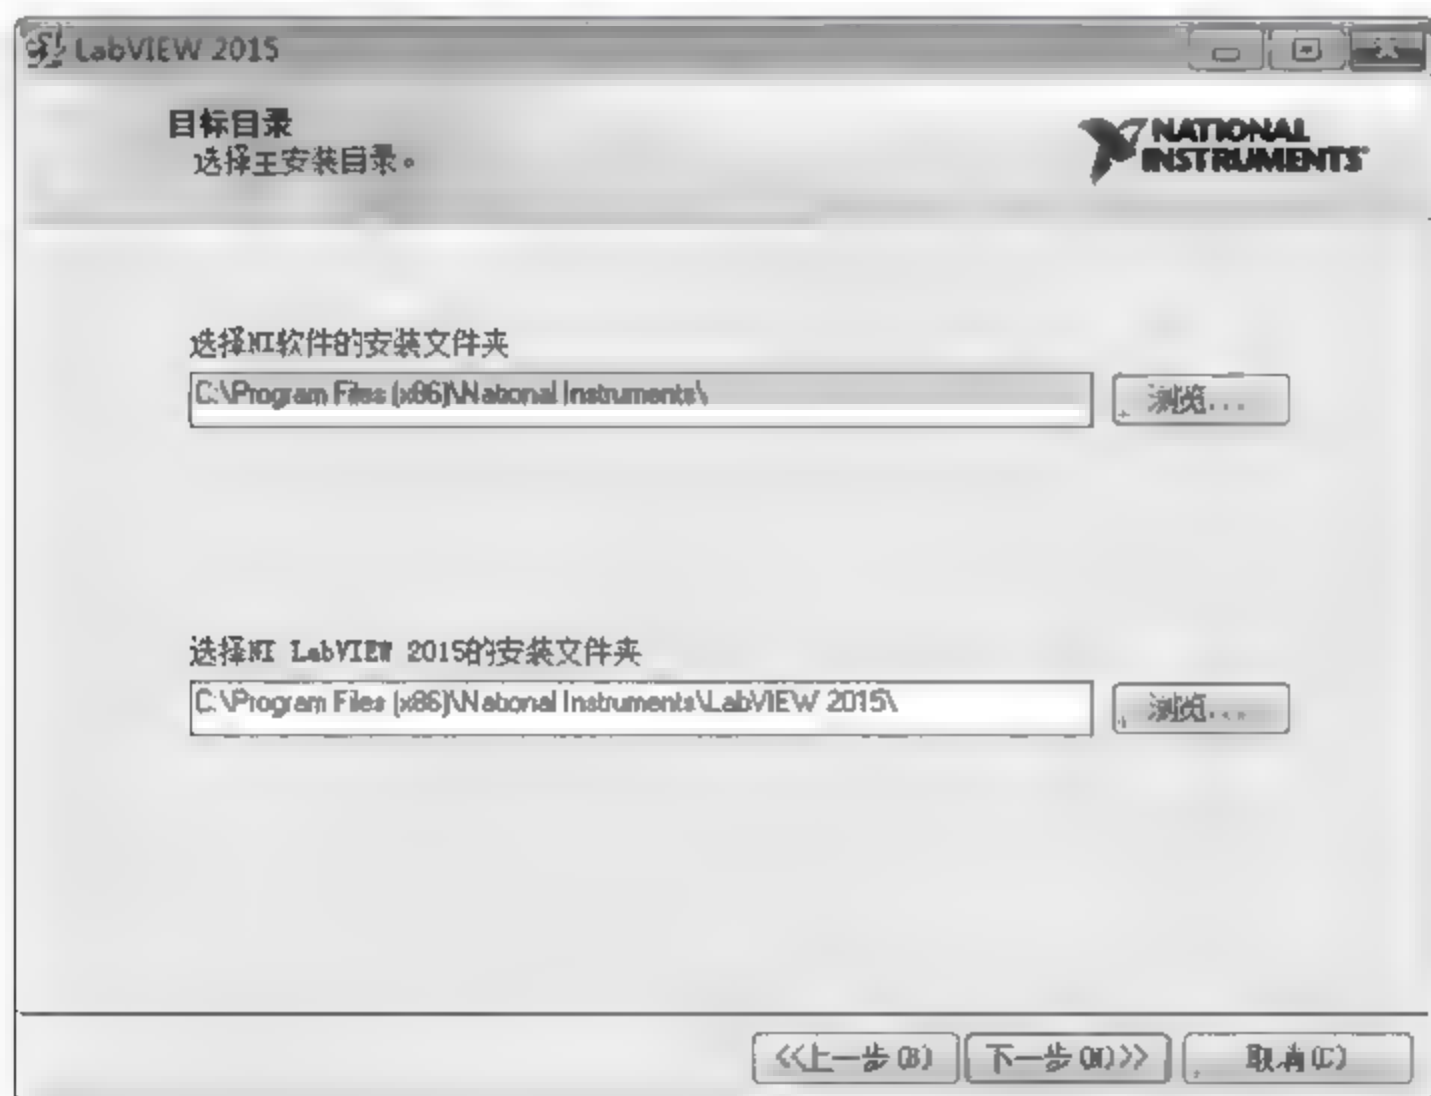 LabVIEW 2015
目标目录
选择主安装目录。
NATIONAL
INSTRUMENTS
选择NI软件的安装文件夹
C:\Program Files (x86)\National Instruments\
浏览...
选择NI LabVIEW 2015的安装文件夹
C:\Program Files (x86)\National Instruments\LabVIEW 2015\
浏览...
<<上一步(B)
下一步(N)>>
取消(C)